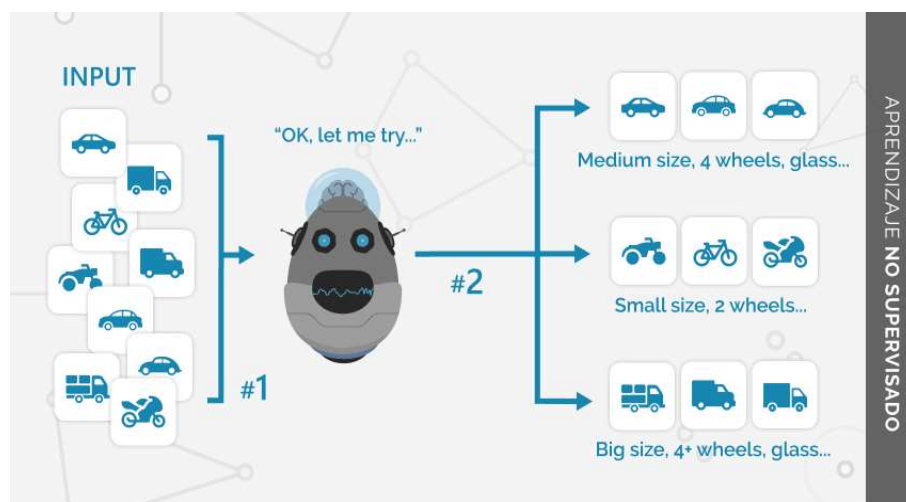 INPUT
"OK, let me try..."
#1
#2
Medium size, 4 wheels, glass...
Small size, 2 wheels...
Big size, 4+ wheels, glass...
APRENDIZAJE NO SUPERVISADO